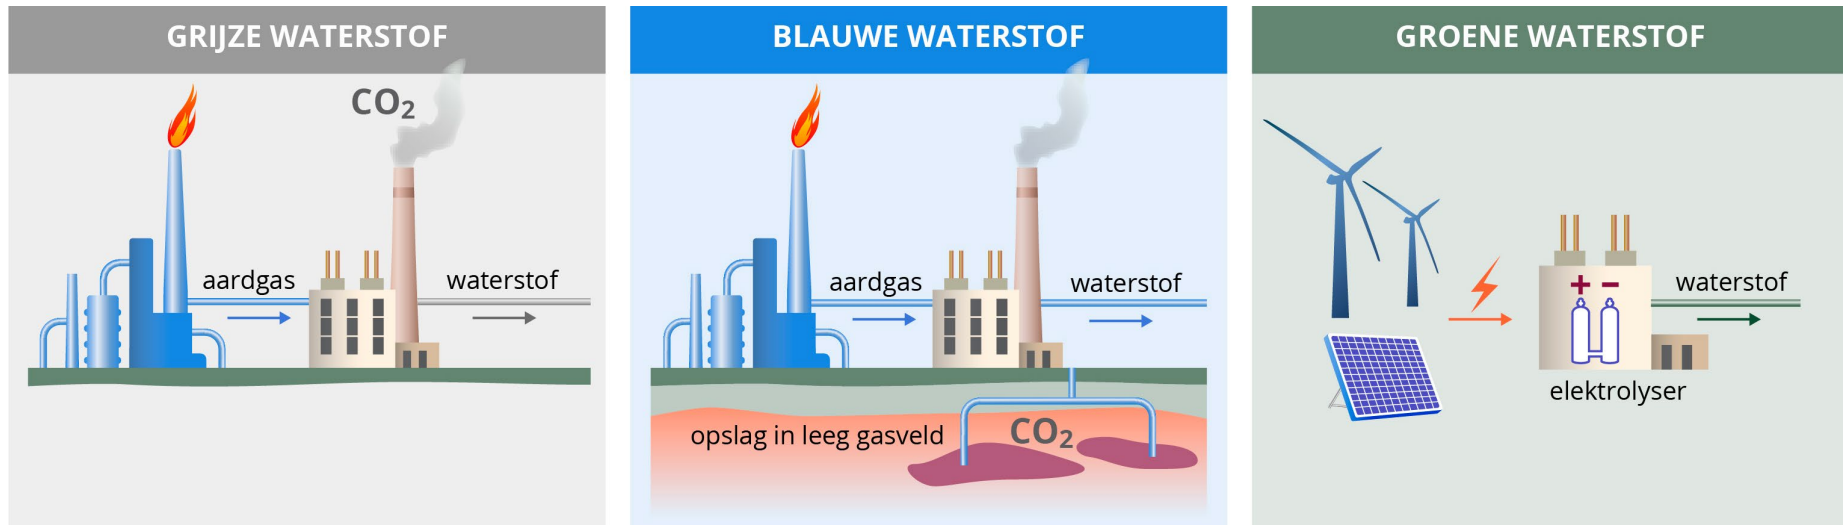 GRIJZE WATERSTOF
CO₂
aardgas
waterstof
BLAUWE WATERSTOF
aardgas
waterstof
opslag in leeg gasveld
CO₂
GROENE WATERSTOF
+ −
waterstof
elektrolyser